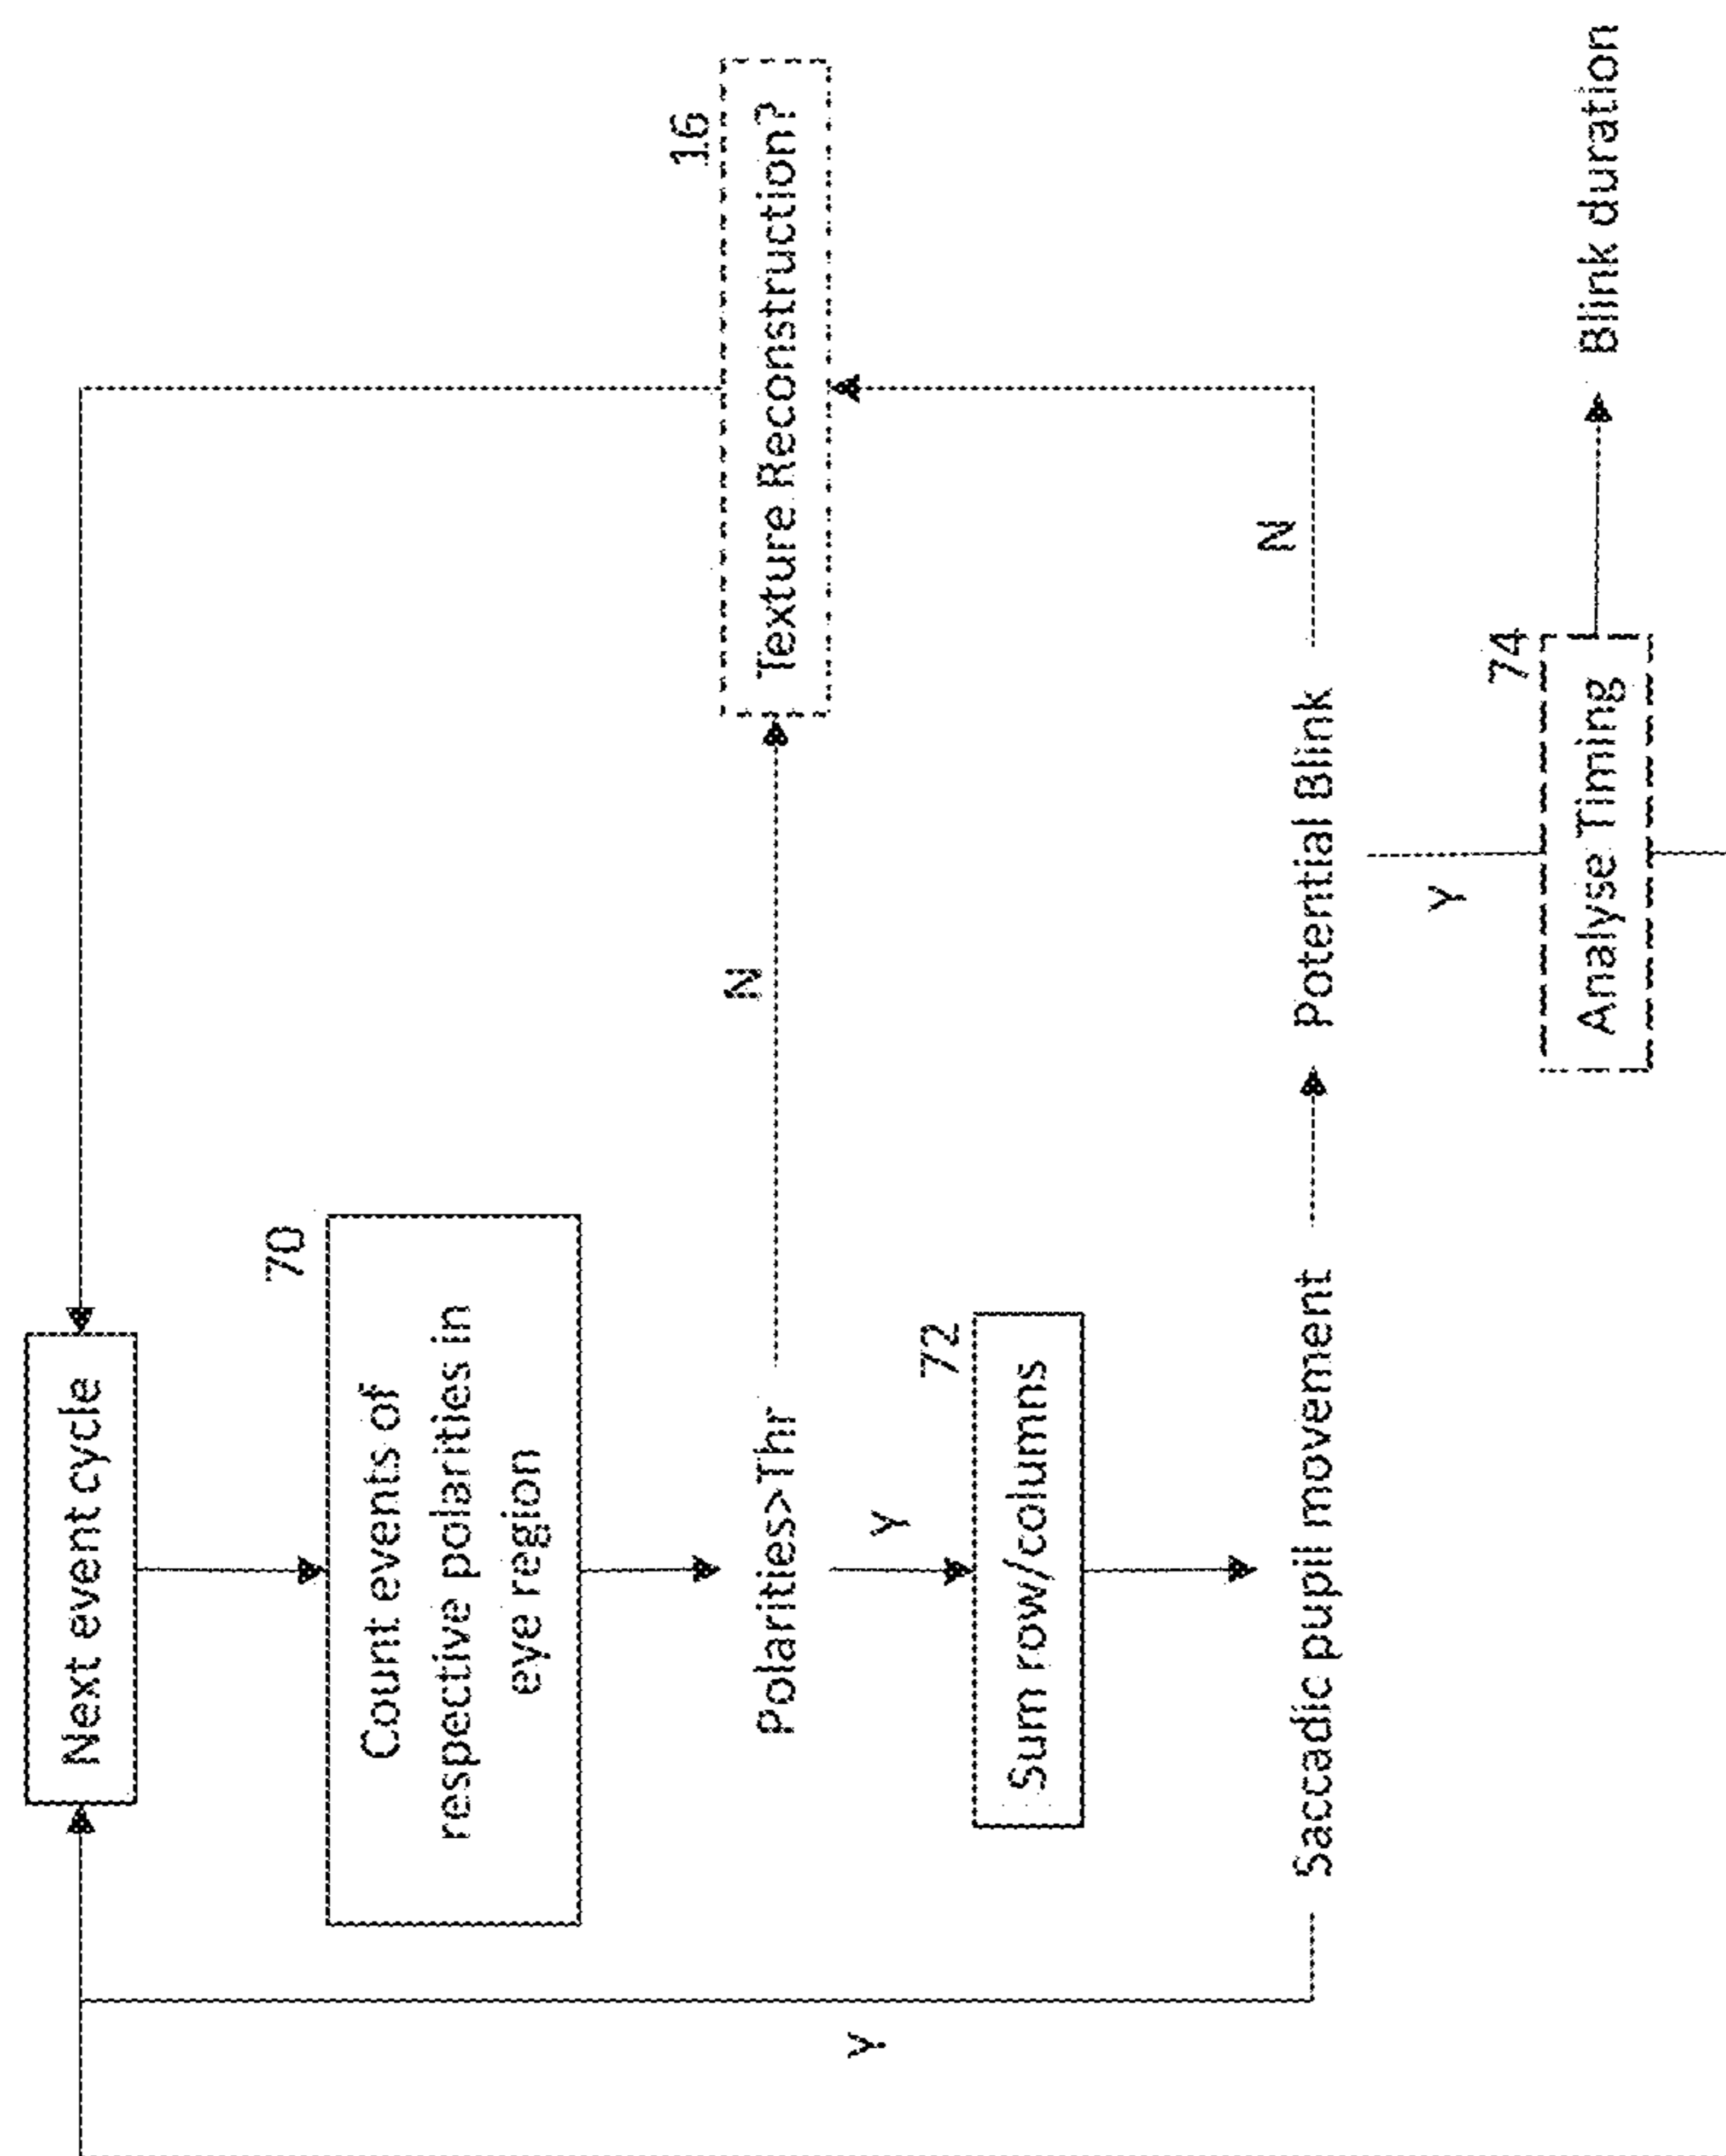 Next event cycle
70
Count events of
respective polarities in
eye region
Polarities>Thr
N
16
Texture Reconstruction?
Y
72
Sum row/columns
Y
Saccadic pupil movement
Potential Blink
N
Y
74
Analyse Timing
Blink duration